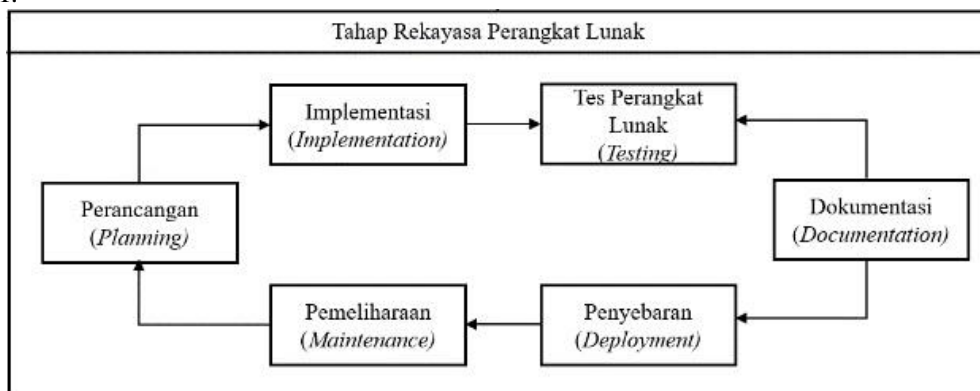 Tahap Rekayasa Perangkat Lunak
Implementasi
(Implementation)
Tes Perangkat
Lunak
(Testing)
Perancangan
(Planning)
Dokumentasi
(Documentation)
Pemeliharaan
(Maintenance)
Penyebaran
(Deployment)